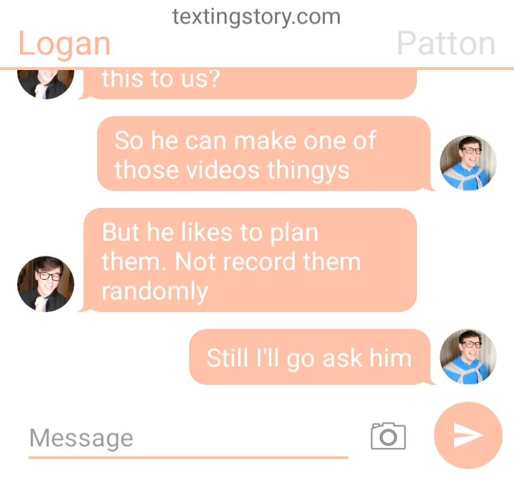 textingstory.com
Logan
Patton
this to us?
So he can make one of
those videos thingys
But he likes to plan
them. Not record them
randomly
Still I'll go ask him
Message